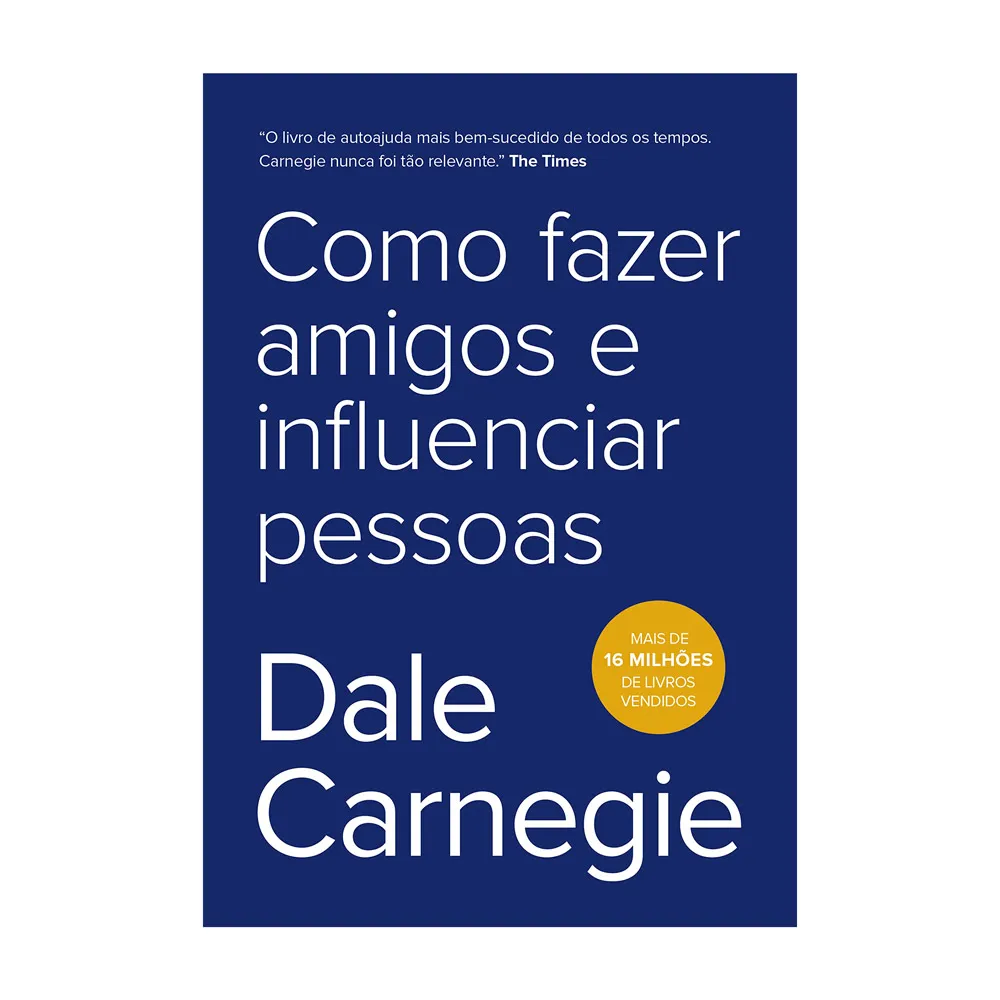 “O livro de autoajuda mais bem-sucedido de todos os tempos.
Carnegie nunca foi tão relevante.” The Times
Como fazer
amigos e
influenciar
pessoas
MAIS DE
16 MILHÕES
DE LIVROS
VENDIDOS
Dale
Carnegie